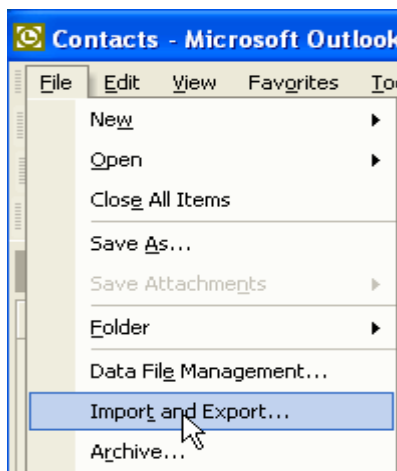 Contacts - Microsoft Outlook
File Edit View Favorites To
New
Open
Close All Items
Save As...
Save Attachments
Folder
Data File Management...
Import and Export...
Archive...